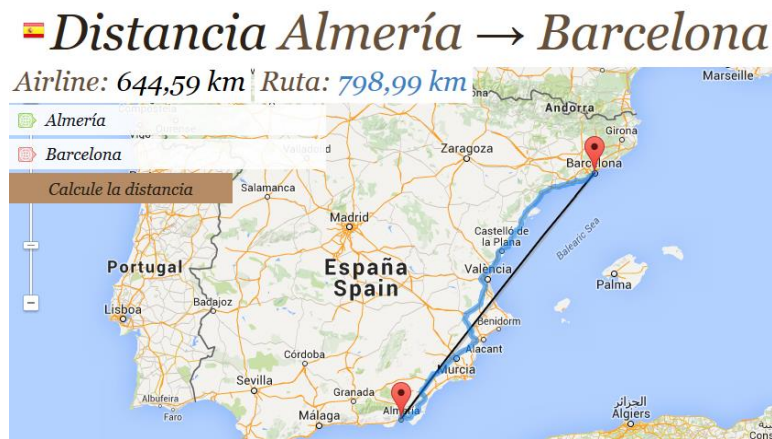 Distancia Almería → Barcelona
Airline: 644,59 km Ruta: 798,99 km
Marseille
Andorra
Almería
Girona
Barcelona
Zaragoza
Barcelona
Calcule la distancia
Salamanca
Madrid
Castelló de
la Plana
Balearic Sea
Portugal
España
Spain
València
Palma
Badajoz
Lisboa
Benidorm
Alacant
Córdoba
Murcia
Sevilla
Granada
Albufeira
Almería
الجزائر
Algiers
Faro
Málaga